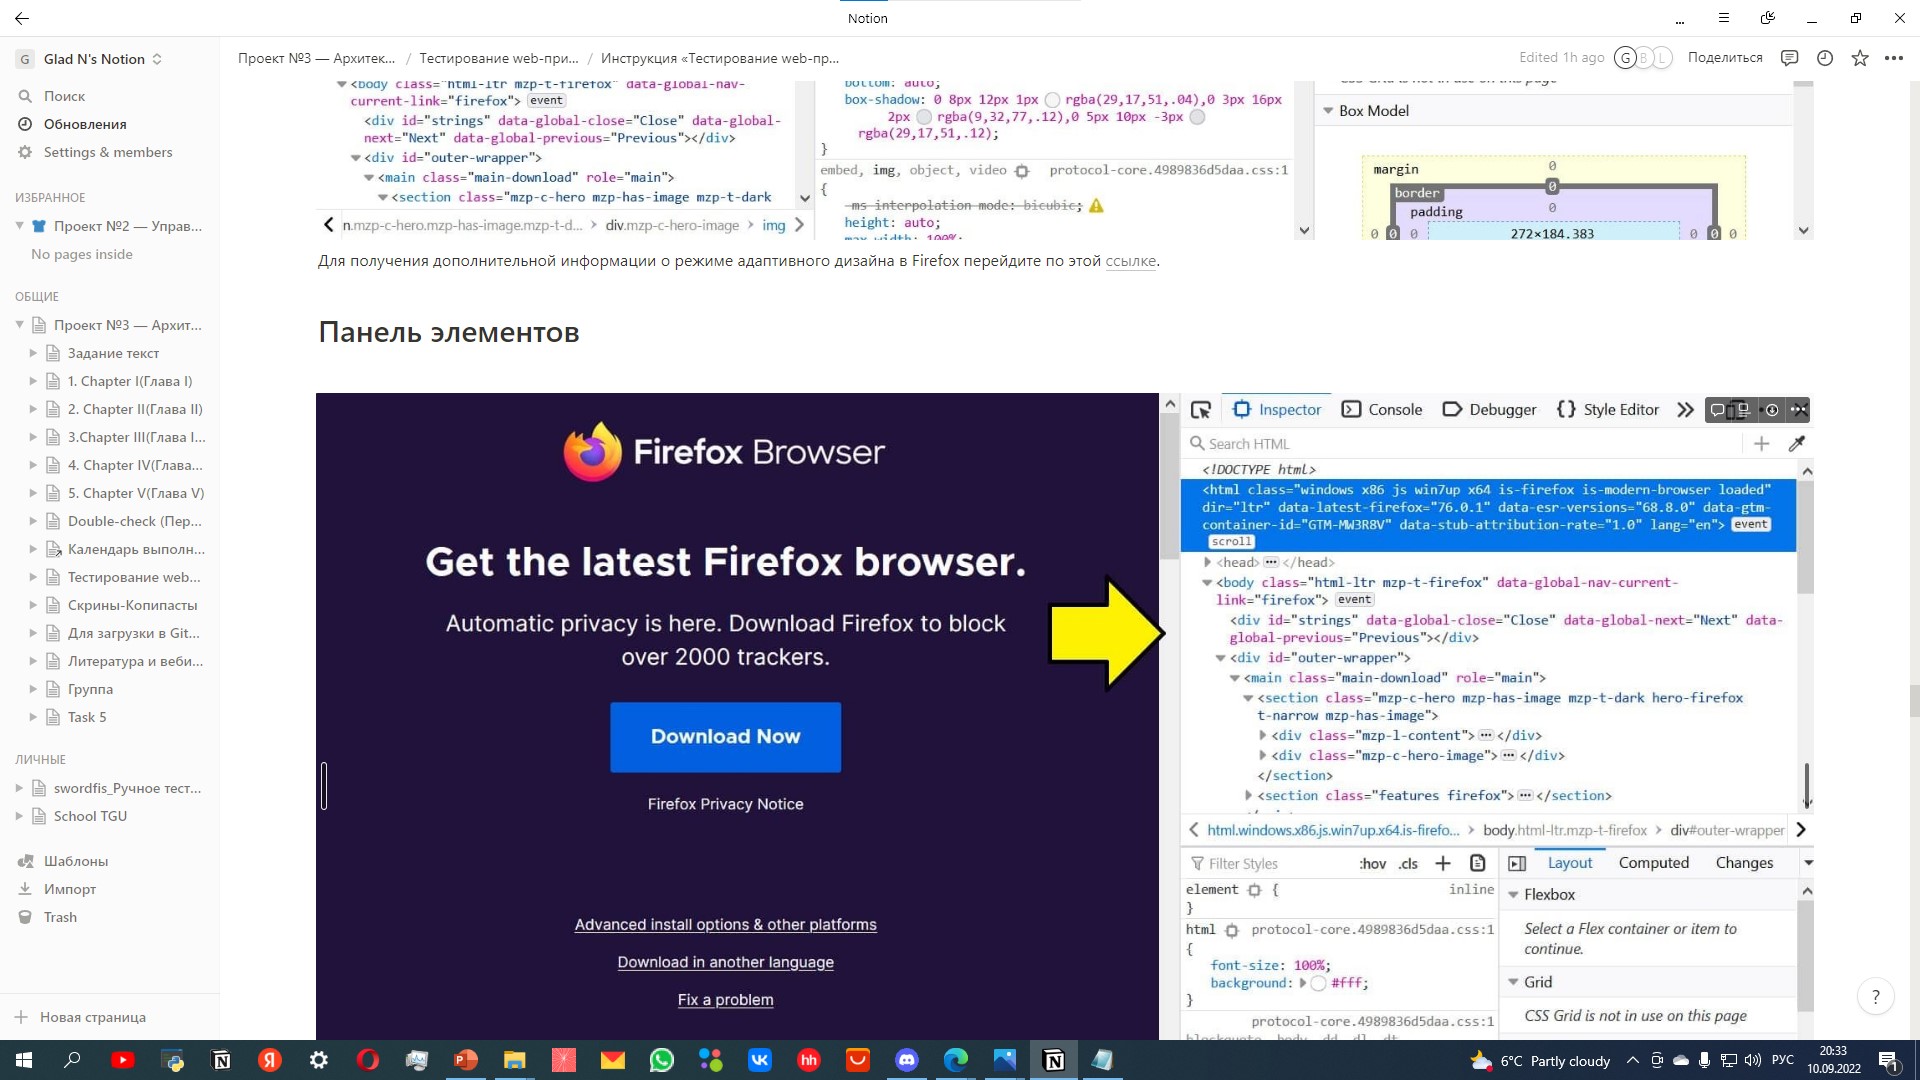 Notion
Glad N's Notion
Проект №3 — Архитек... / Тестирование web-при... / Инструкция «Тестирование web-пр...
Edited 1h ago
G B L
Поделиться
Поиск
Обновления
Settings & members
ИЗБРАННОЕ
Проект №2 — Управ...
No pages inside
ОБЩИЕ
Проект №3 — Архит...
Задание текст
1. Chapter I(Глава I)
2. Chapter II(Глава II)
3.Chapter III(Глава I...
4. Chapter IV(Глава...
5. Chapter V(Глава V)
Double-check (Пер...
Календарь выполн...
Тестирование web...
Скрины-Копипасты
Для загрузки в Git...
Литература и веби...
Группа
Task 5
ЛИЧНЫЕ
swordfis_Ручное тест...
School TGU
Шаблоны
Импорт
Trash
Новая страница
<body class="html-ltr mzp-t-firefox" data-global-nav-
current-link="firefox"> event
<div id="strings" data-global-close="Close" data-global-
next="Next" data-global-previous="Previous"></div>
<div id="outer-wrapper">
<main class="main-download" role="main">
<section class="mzp-c-hero mzp-has-image mzp-t-dark
n.mzp-c-hero.mzp-has-image.mzp-t-d... > div.mzp-c-hero-image > img
bottom: auto;
box-shadow: 0 8px 12px 1px rgba(29,17,51,.04),0 3px 16px
2px rgba(9,32,77,.12),0 5px 10px -3px
rgba(29,17,51,.12);
}
embed, img, object, video protocol-core.4989836d5daa.css:1
{
-ms-interpolation-mode: bicubic;
height: auto;
max-width: 100%;
CSS Grid is not in use on this page
Box Model
margin 0
border 0
padding 0
0 0 0 272×184.383 0 0 0
Для получения дополнительной информации о режиме адаптивного дизайна в Firefox перейдите по этой ссылке.
Панель элементов
Firefox Browser
Get the latest Firefox browser.
Automatic privacy is here. Download Firefox to block
over 2000 trackers.
Download Now
Firefox Privacy Notice
Advanced install options & other platforms
Download in another language
Fix a problem
Inspector Console Debugger {} Style Editor
Search HTML
<!DOCTYPE html>
<html class="windows x86 js win7up x64 is-firefox is-modern-browser loaded"
dir="ltr" data-latest-firefox="76.0.1" data-esr-versions="68.8.0" data-gtm-
container-id="GTM-MW3R8V" data-stub-attribution-rate="1.0" lang="en"> event
scroll
<head> ... </head>
<body class="html-ltr mzp-t-firefox" data-global-nav-current-
link="firefox"> event
<div id="strings" data-global-close="Close" data-global-next="Next" data-
global-previous="Previous"></div>
<div id="outer-wrapper">
<main class="main-download" role="main">
<section class="mzp-c-hero mzp-has-image mzp-t-dark hero-firefox
t-narrow mzp-has-image">
<div class="mzp-l-content"> ... </div>
<div class="mzp-c-hero-image"> ... </div>
</section>
<section class="features firefox"> ... </section>
html.windows.x86.js.win7up.x64.is-firefo... > body.html-ltr.mzp-t-firefox > div#outer-wrapper
Filter Styles :hov .cls +
element { inline
}
html protocol-core.4989836d5daa.css:1
{
font-size: 100%;
background: #fff;
}
protocol-core.4989836d5daa.css:1
Layout Computed Changes
Flexbox
Select a Flex container or item to
continue.
Grid
CSS Grid is not in use on this page
?
6°C Partly cloudy
РУС
20:33
10.09.2022
1